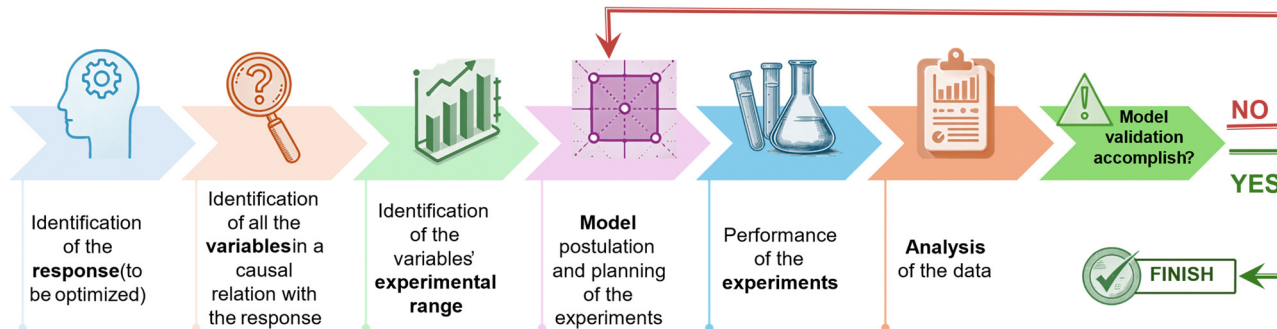 Identification
of the
response(to
be optimized)
Identification
of all the
variablesin a
causal
relation with
the response
Identification
of the
variables'
experimental
range
Model
postulation
and planning
of the
experiments
Performance
of the
experiments
Analysis
of the data
Model
validation
accomplish?
NO
YES
FINISH